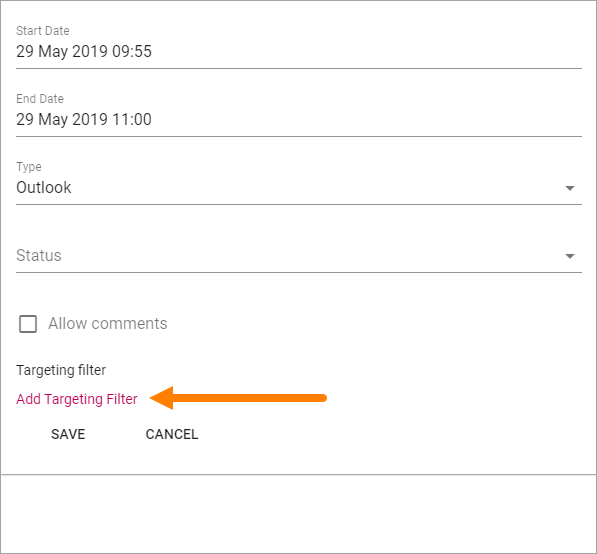 Start Date
29 May 2019 09:55
End Date
29 May 2019 11:00
Type
Outlook
Status
Allow comments
Targeting filter
Add Targeting Filter
SAVE CANCEL